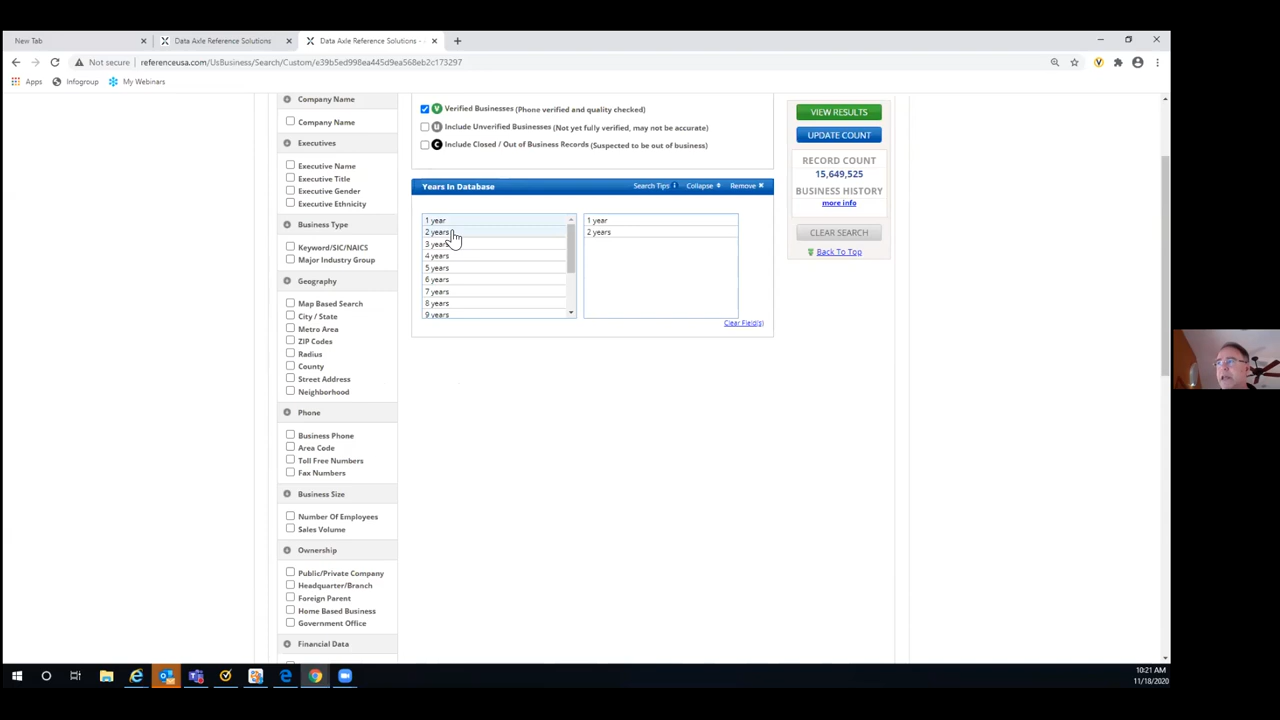 New Tab
Data Axle Reference Solutions
Data Axle Reference Solutions -
Not secure referenceusa.com/UsBusiness/Search/Custom/e39b5ed998ea445d9ea568eb2c173297
Apps Infogroup My Webinars
Company Name
Company Name
Executives
Executive Name
Executive Title
Executive Gender
Executive Ethnicity
Business Type
Keyword/SIC/NAICS
Major Industry Group
Geography
Map Based Search
City / State
Metro Area
ZIP Codes
Radius
County
Street Address
Neighborhood
Phone
Business Phone
Area Code
Toll Free Numbers
Fax Numbers
Business Size
Number Of Employees
Sales Volume
Ownership
Public/Private Company
Headquarter/Branch
Foreign Parent
Home Based Business
Government Office
Financial Data
V Verified Businesses (Phone verified and quality checked)
U Include Unverified Businesses (Not yet fully verified, may not be accurate)
C Include Closed / Out of Business Records (Suspected to be out of business)
Years In Database Search Tips Collapse Remove
1 year
2 years
3 years
4 years
5 years
6 years
7 years
8 years
9 years
1 year
2 years
Clear Field(s)
VIEW RESULTS
UPDATE COUNT
RECORD COUNT
15,649,525
BUSINESS HISTORY
more info
CLEAR SEARCH
Back To Top
10:21 AM
11/18/2020